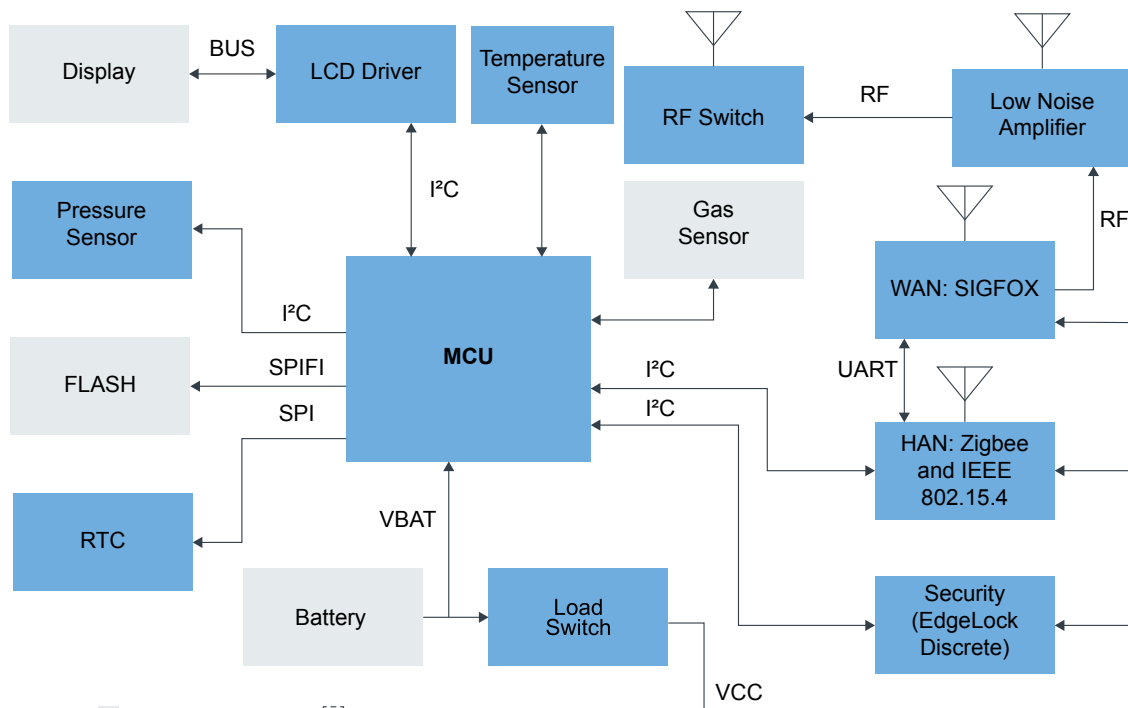 Display
BUS
LCD Driver
Temperature
Sensor
RF Switch
RF
Low Noise
Amplifier
Pressure
Sensor
I²C
Gas
Sensor
RF
WAN: SIGFOX
I²C
MCU
FLASH
SPIFI
I²C
UART
SPI
I²C
HAN: Zigbee
and IEEE
802.15.4
RTC
VBAT
Battery
Load
Switch
Security
(EdgeLock
Discrete)
VCC